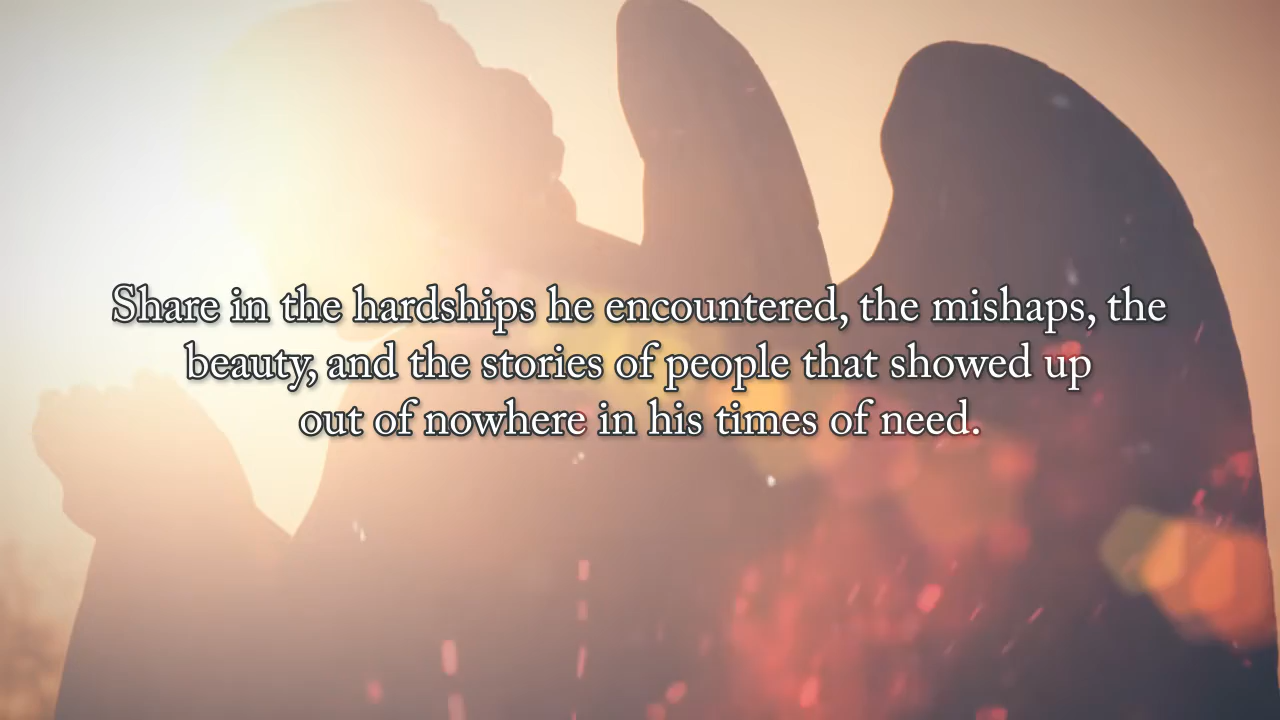 Share in the hardships he encountered, the mishaps, the
beauty, and the stories of people that showed up
out of nowhere in his times of need.